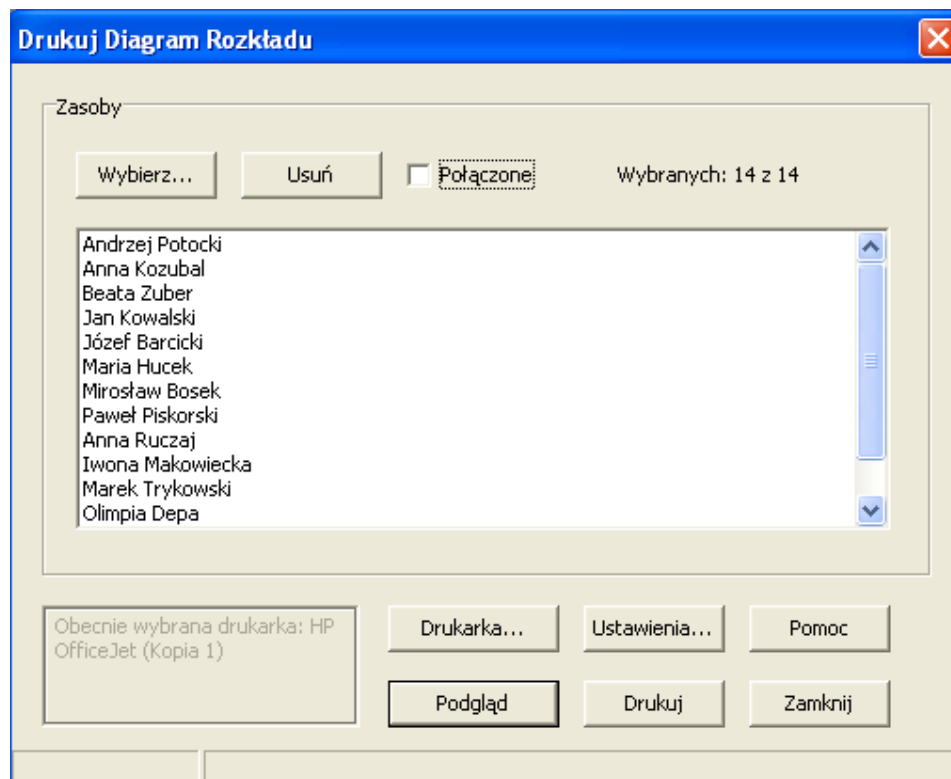 Drukuj Diagram Rozkładu
Zasoby
Wybierz... Usuń Połączone Wybranych: 14 z 14
Andrzej Potocki
Anna Kozubal
Beata Zuber
Jan Kowalski
Józef Barcicki
Maria Hucek
Mirosław Bosek
Paweł Piskorski
Anna Ruczaj
Iwona Makowiecka
Marek Trykowski
Olimpia Depa
Obecnie wybrana drukarka: HP
OfficeJet (Kopia 1)
Drukarka... Ustawienia... Pomoc
Podgląd Drukuj Zamknij